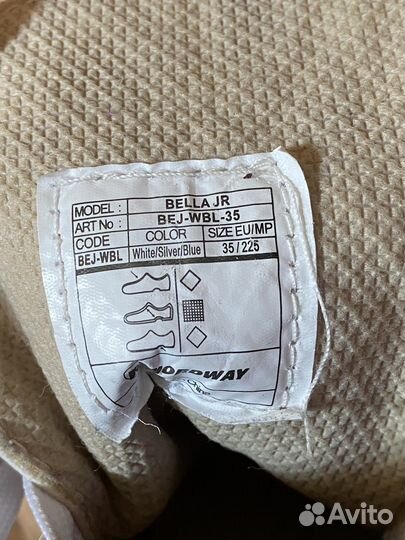 MODEL : BELLA JR
ART No : BEJ-WBL-35
CODE COLOR SIZE EU/MP
BEJ-WBL White/Silver/Blue 35 / 225
Avito